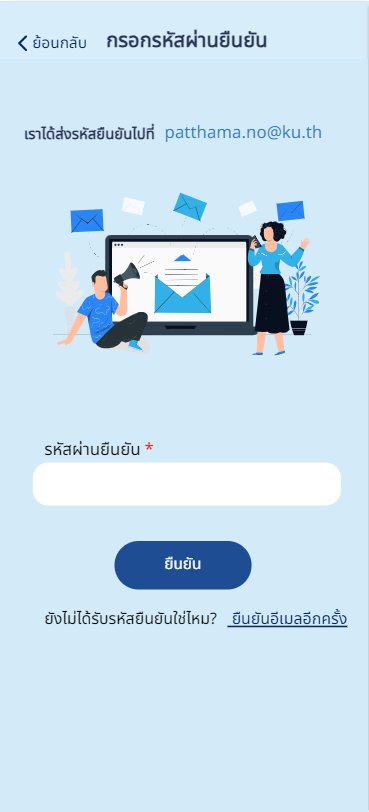 ย้อนกลับ กรอกรหัสผ่านยืนยัน
เราได้ส่งรหัสยืนยันไปที่ patthama.no@ku.th
รหัสผ่านยืนยัน *
ยืนยัน
ยังไม่ได้รับรหัสยืนยันใช่ไหม? ยืนยันอีเมลอีกครั้ง